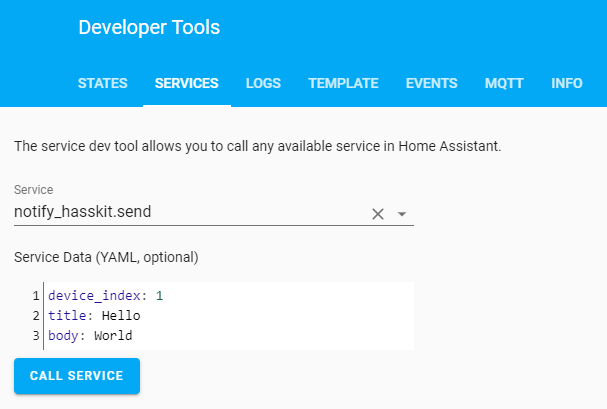 Developer Tools
STATES SERVICES LOGS TEMPLATE EVENTS MQTT INFO
The service dev tool allows you to call any available service in Home Assistant.
Service
notify_hasskit.send
Service Data (YAML, optional)
1 device_index: 1
2 title: Hello
3 body: World
CALL SERVICE